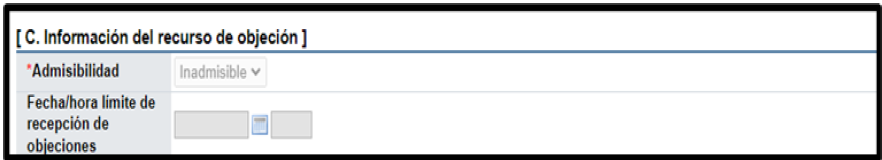 [ C. Información del recurso de objeción ]
*Admisibilidad Inadmisible
Fecha/hora límite de
recepción de
objeciones